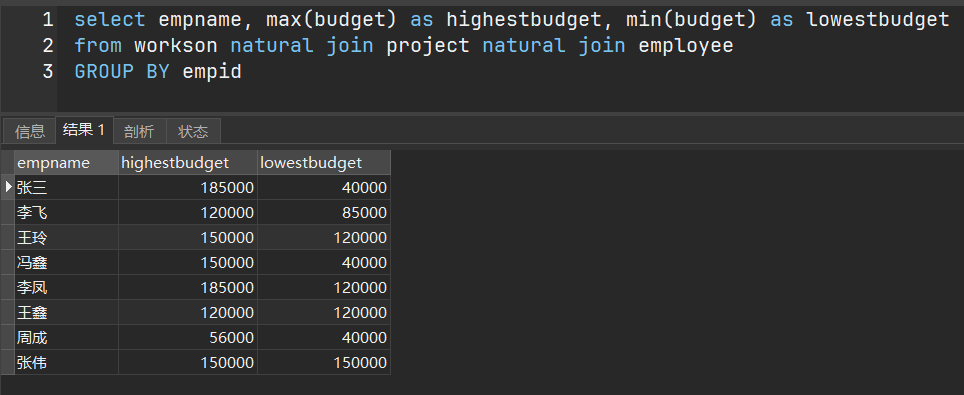 1 select empname, max(budget) as highestbudget, min(budget) as lowestbudget
2 from workson natural join project natural join employee
3 GROUP BY empid
信息 结果 1 剖析 状态
empname highestbudget lowestbudget
张三 185000 40000
李飞 120000 85000
王玲 150000 120000
冯鑫 150000 40000
李凤 185000 120000
王鑫 120000 120000
周成 56000 40000
张伟 150000 150000